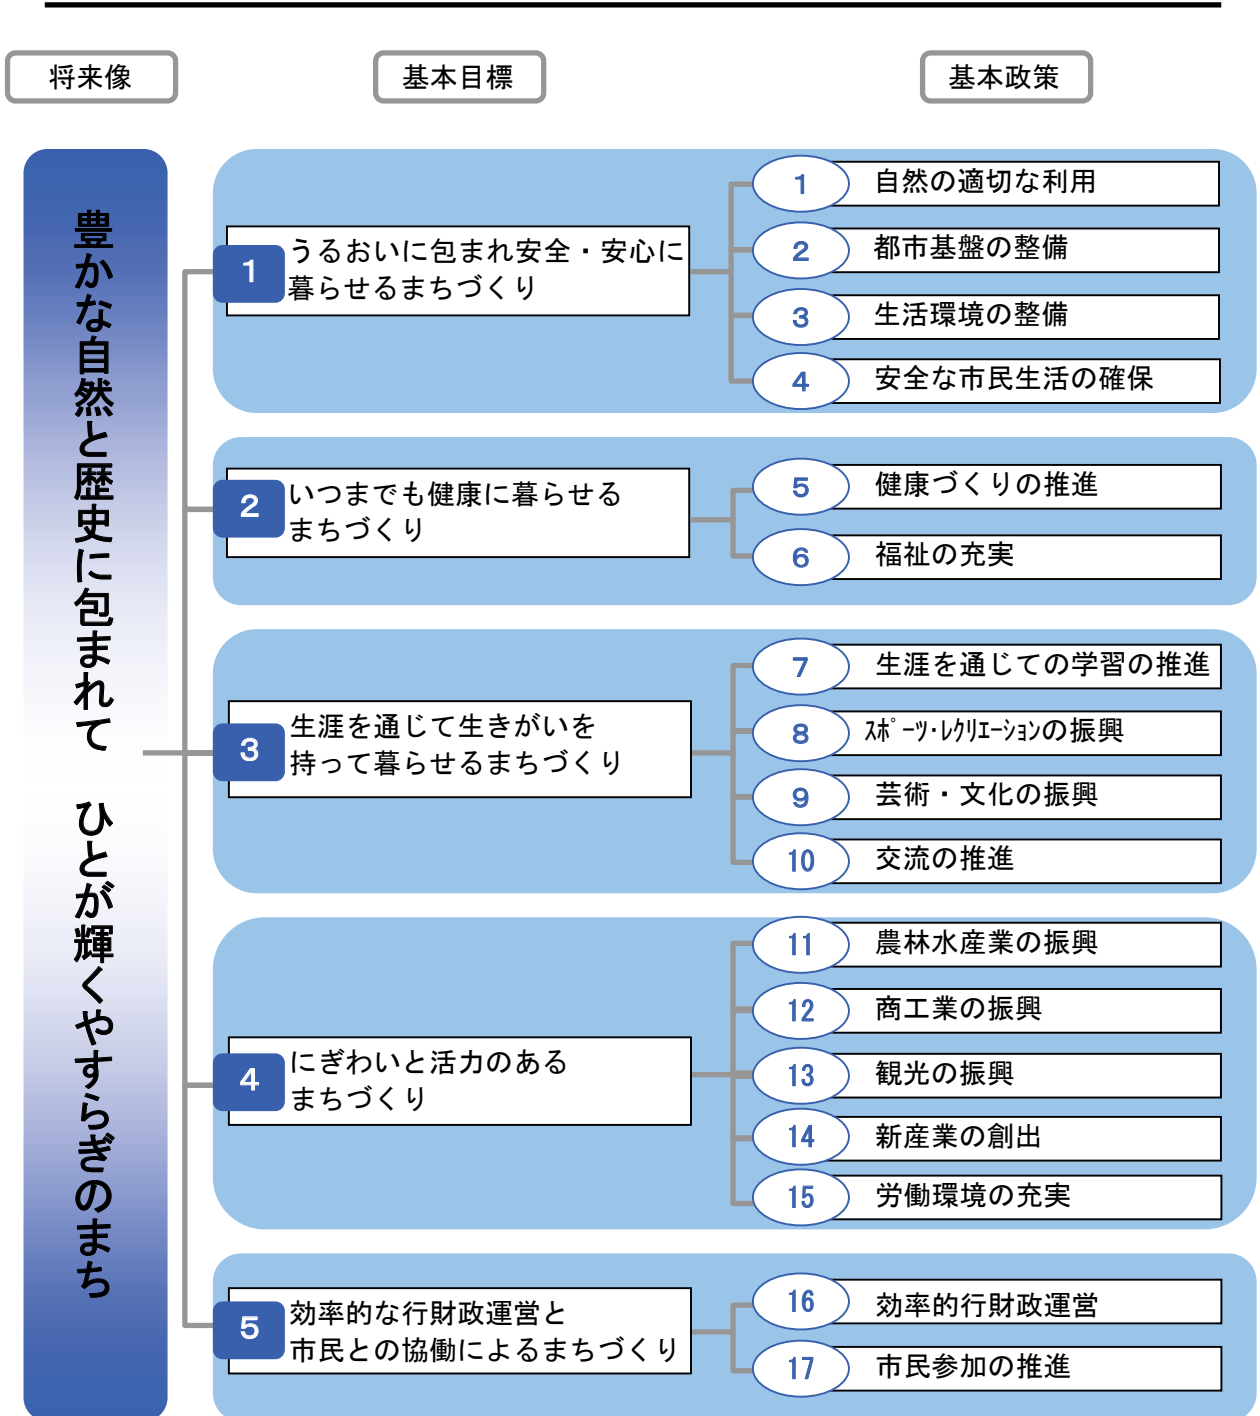 将来像
基本目標
基本政策
豊かな自然と歴史に包まれて　ひとが輝くやすらぎのまち
1
うるおいに包まれ安全・安心に
暮らせるまちづくり
1
自然の適切な利用
2
都市基盤の整備
3
生活環境の整備
4
安全な市民生活の確保
2
いつまでも健康に暮らせる
まちづくり
5
健康づくりの推進
6
福祉の充実
3
生涯を通じて生きがいを
持って暮らせるまちづくり
7
生涯を通じての学習の推進
8
ｽﾎﾟｰﾂ・ﾚｸﾘｴｰｼｮﾝの振興
9
芸術・文化の振興
10
交流の推進
4
にぎわいと活力のある
まちづくり
11
農林水産業の振興
12
商工業の振興
13
観光の振興
14
新産業の創出
15
労働環境の充実
5
効率的な行財政運営と
市民との協働によるまちづくり
16
効率的行財政運営
17
市民参加の推進